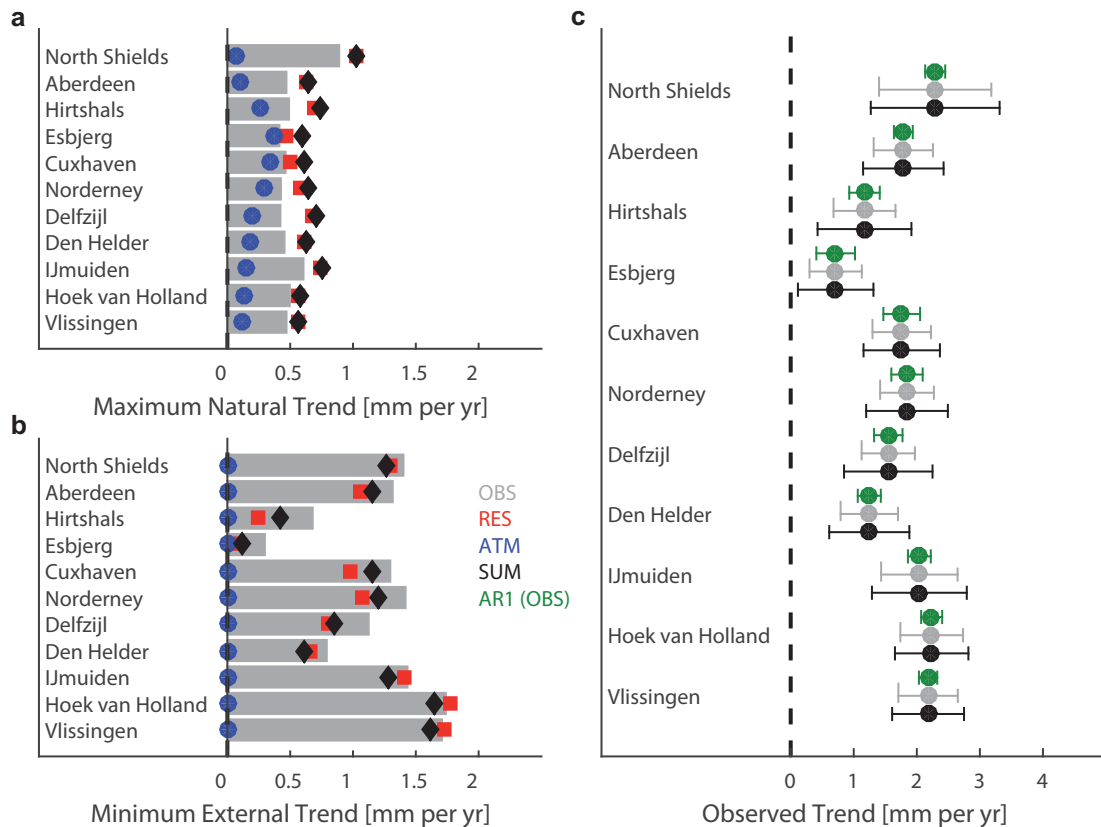 a
North Shields
Aberdeen
Hirtshals
Esbjerg
Cuxhaven
Norderney
Delfzijl
Den Helder
IJmuiden
Hoek van Holland
Vlissingen
0 0.5 1 1.5 2
Maximum Natural Trend [mm per yr]
b
North Shields
Aberdeen
Hirtshals
Esbjerg
Cuxhaven
Norderney
Delfzijl
Den Helder
IJmuiden
Hoek van Holland
Vlissingen
OBS
RES
ATM
SUM
AR1 (OBS)
0 0.5 1 1.5 2
Minimum External Trend [mm per yr]
c
North Shields
Aberdeen
Hirtshals
Esbjerg
Cuxhaven
Norderney
Delfzijl
Den Helder
IJmuiden
Hoek van Holland
Vlissingen
0 1 2 3 4
Observed Trend [mm per yr]